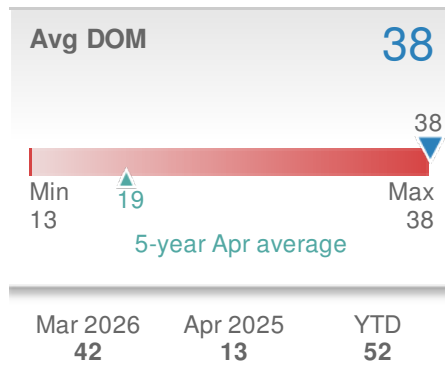 Avg DOM 38
38
Min Max
13 19 38
5-year Apr average
Mar 2026 Apr 2025 YTD
42 13 52